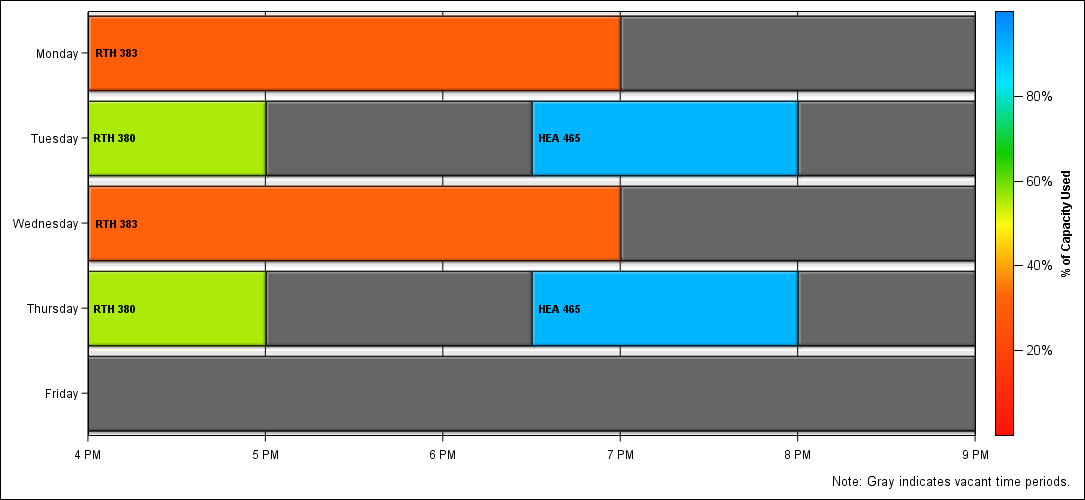 Monday
RTH 383
Tuesday
RTH 380
HEA 465
Wednesday
RTH 383
Thursday
RTH 380
HEA 465
Friday
4 PM
5 PM
6 PM
7 PM
8 PM
9 PM
80%
60%
40%
20%
% of Capacity Used
Note: Gray indicates vacant time periods.